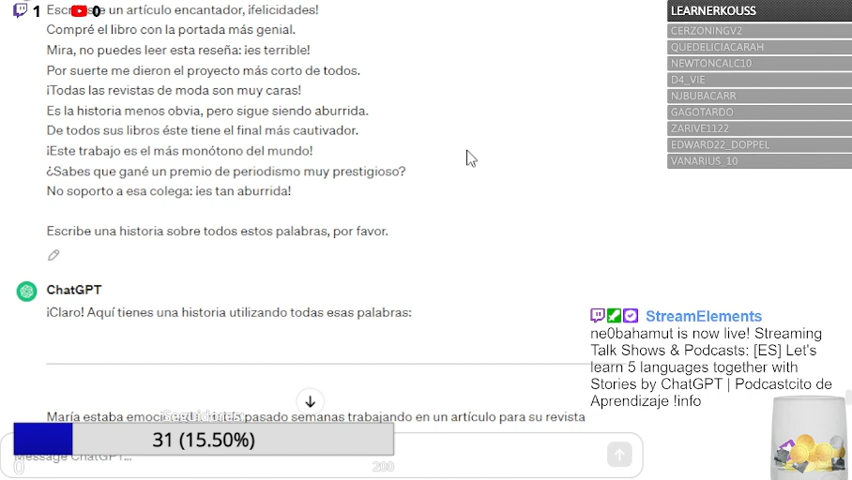 1 0
Escribiste un artículo encantador, ¡felicidades!
Compré el libro con la portada más genial.
Mira, no puedes leer esta reseña: ¡es terrible!
Por suerte me dieron el proyecto más corto de todos.
¡Todas las revistas de moda son muy caras!
Es la historia menos obvia, pero sigue siendo aburrida.
De todos sus libros éste tiene el final más cautivador.
¡Este trabajo es el más monótono del mundo!
¿Sabes que gané un premio de periodismo muy prestigioso?
No soporto a esa colega: ¡es tan aburrida!
Escribe una historia sobre todos estos palabras, por favor.
ChatGPT
¡Claro! Aquí tienes una historia utilizando todas esas palabras:
María estaba pasado semanas trabajando en un artículo para su revista
31 (15.50%)
Message ChatGPT...
0 200
LEARNERKOUSS
CERZONINGV2
QUEDELICIACARAH
NEWTONCALC10
D4_VIE
NJBUBACARR
GAGOTARDO
ZARIVE1122
EDWARD22_DOPPEL
VANARIUS_10
StreamElements
ne0bahamut is now live! Streaming
Talk Shows & Podcasts: [ES] Let's
learn 5 languages together with
Stories by ChatGPT | Podcastcito de
Aprendizaje !info